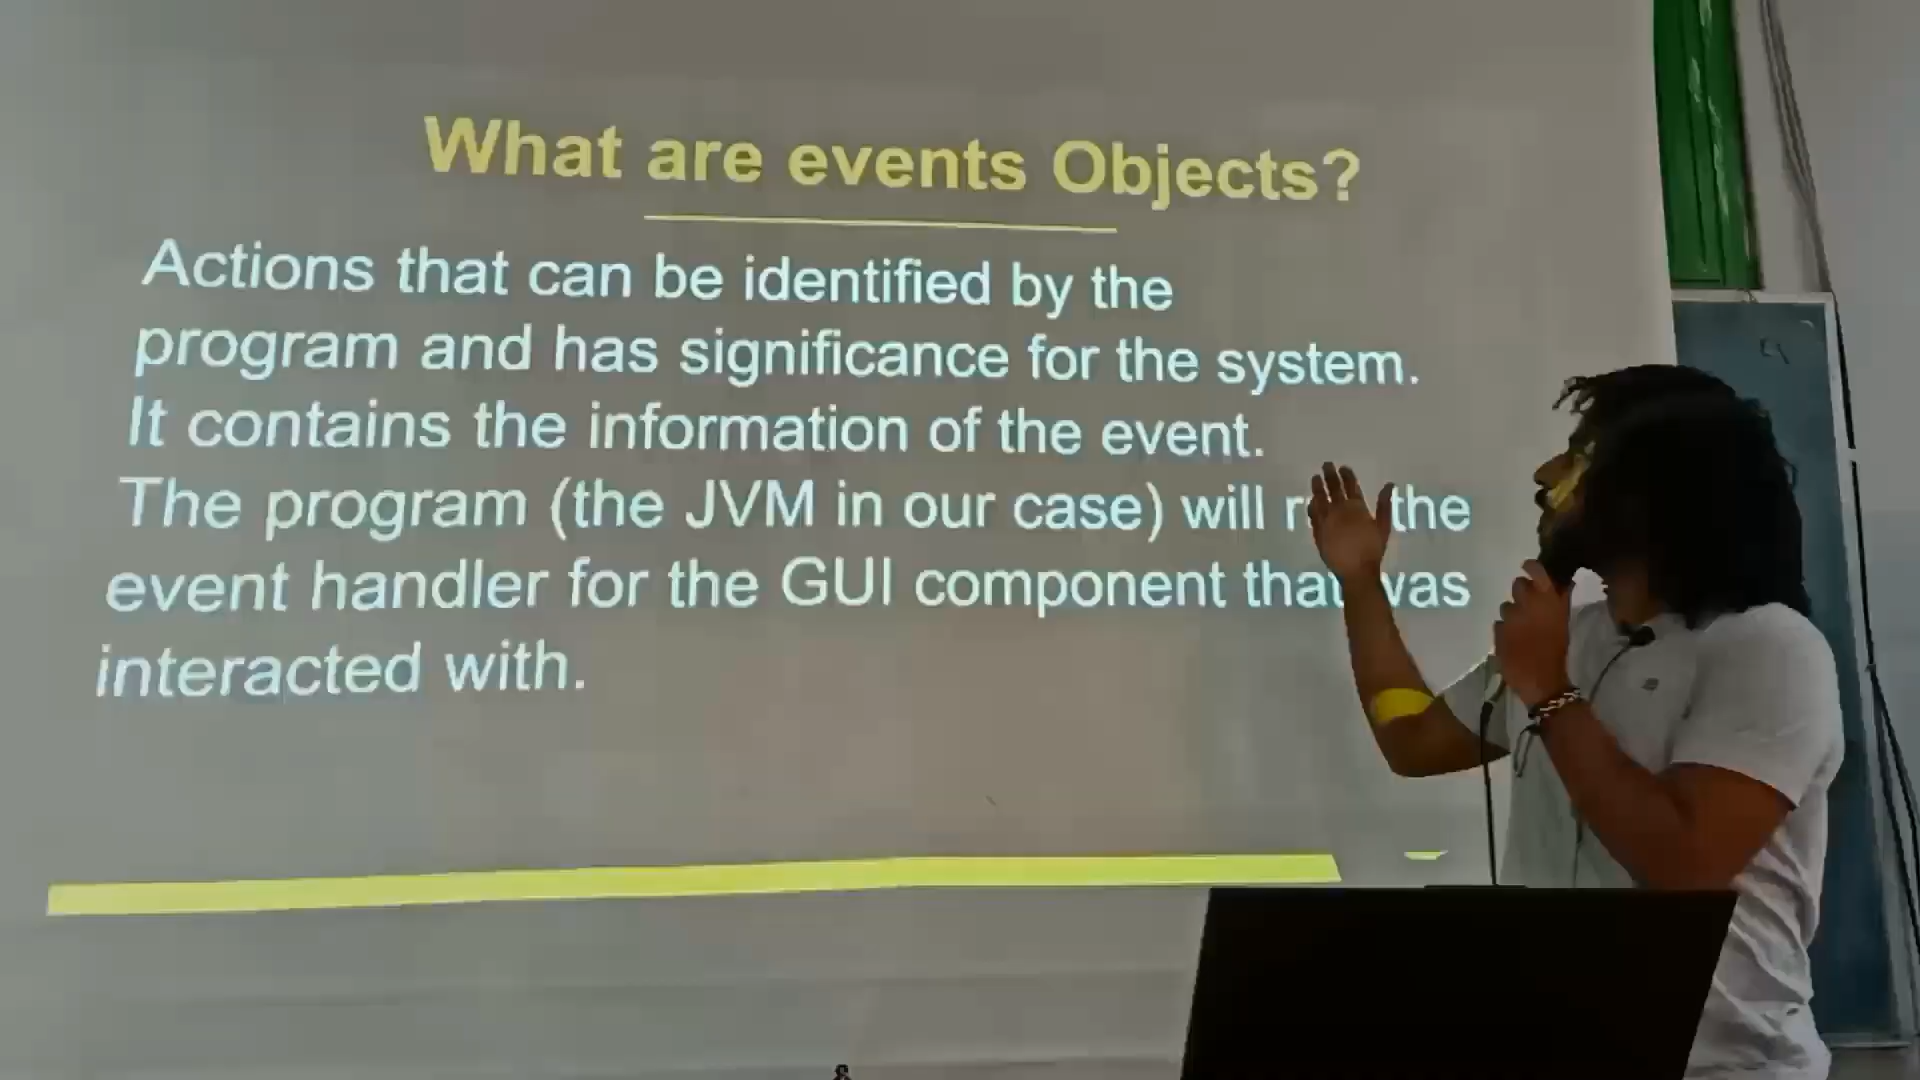 What are events Objects?
Actions that can be identified by the
program and has significance for the system.
It contains the information of the event.
The program (the JVM in our case) will the
event handler for the GUI component that was
interacted with.